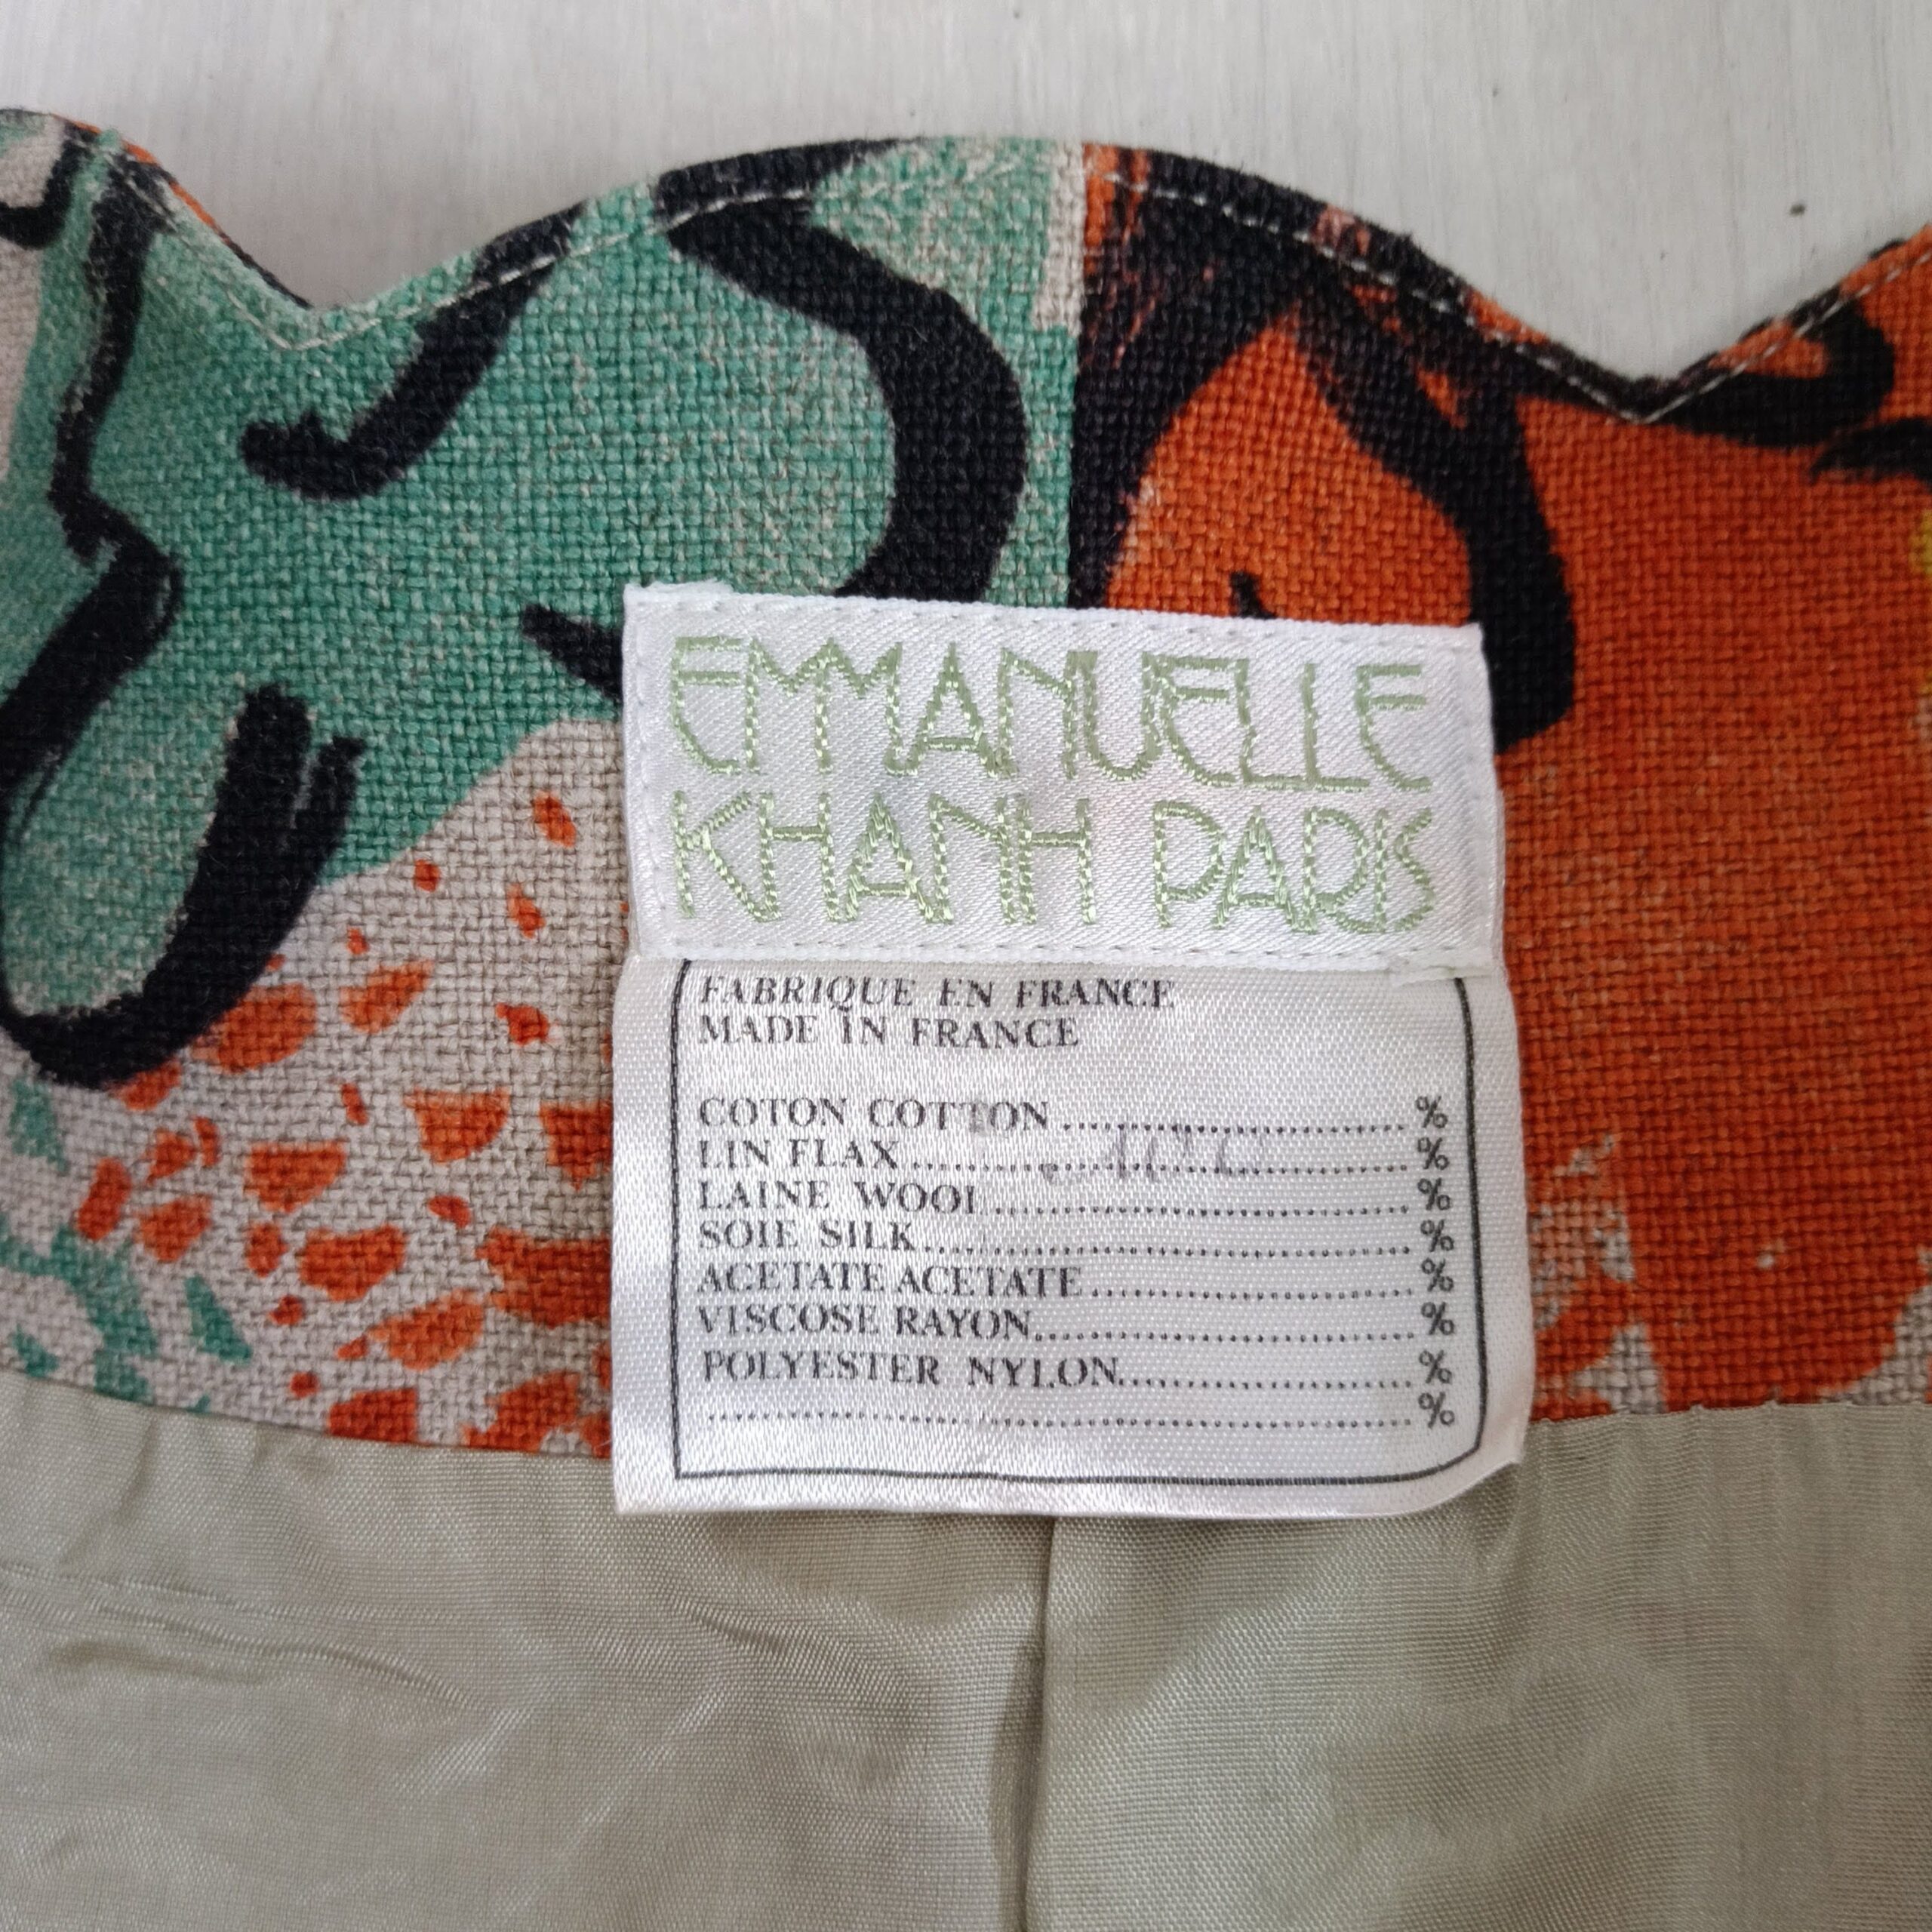 EMMANUELLE
KHANH PARIS
FABRIQUE EN FRANCE
MADE IN FRANCE
COTON COTTON........................%
LIN FLAX........100........%
LAINE WOOL........................%
SOIE SILK........................%
ACETATE ACETATE........................%
VISCOSE RAYON........................%
POLYESTER NYLON........................%
........................%